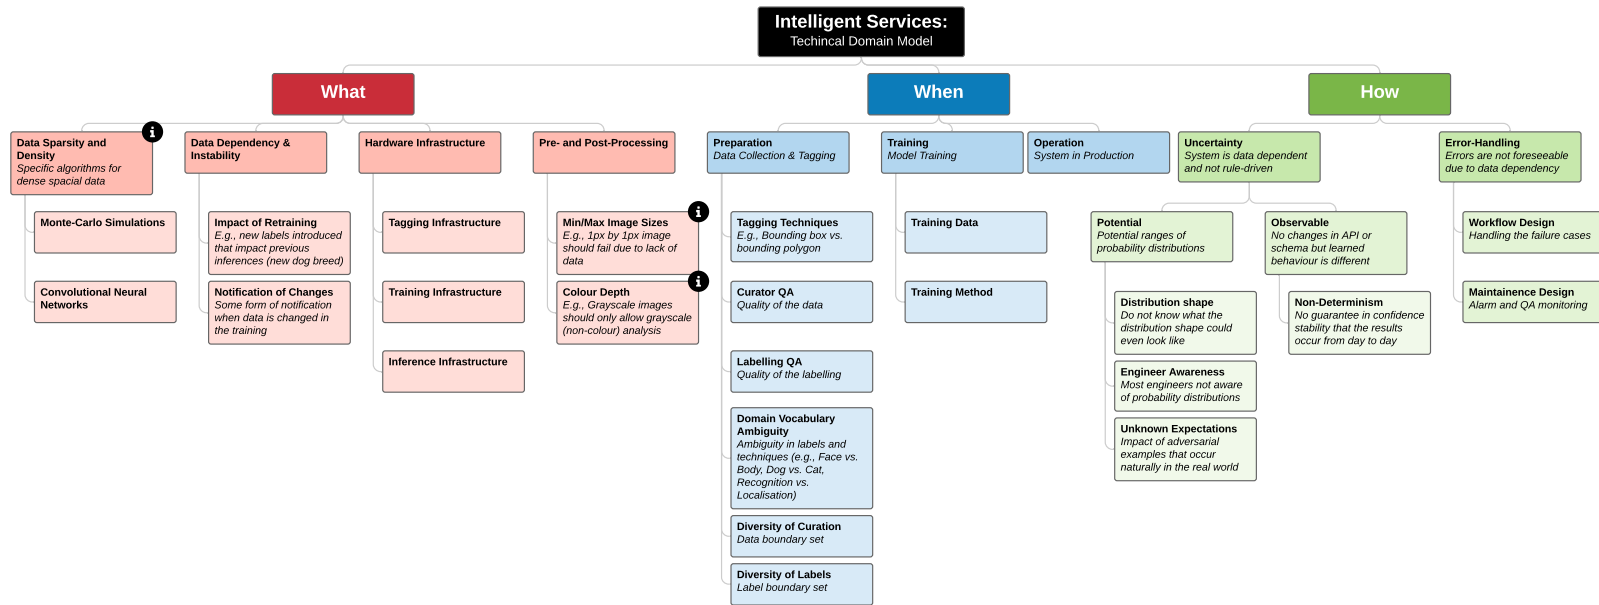 Intelligent Services:
Techincal Domain Model
What
When
How
Data Sparsity and
Density
Specific algorithms for
dense spacial data
Monte-Carlo Simulations
Convolutional Neural
Networks
Data Dependency &
Instability
Impact of Retraining
E.g., new labels introduced
that impact previous
inferences (new dog breed)
Notification of Changes
Some form of notification
when data is changed in
the training
Hardware Infrastructure
Tagging Infrastructure
Training Infrastructure
Inference Infrastructure
Pre- and Post-Processing
Min/Max Image Sizes
E.g., 1px by 1px image
should fail due to lack of
data
Colour Depth
E.g., Grayscale images
should only allow grayscale
(non-colour) analysis
Preparation
Data Collection & Tagging
Tagging Techniques
E.g., Bounding box vs.
bounding polygon
Curator QA
Quality of the data
Labelling QA
Quality of the labelling
Domain Vocabulary
Ambiguity
Ambiguity in labels and
techniques (e.g., Face vs.
Body, Dog vs. Cat,
Recognition vs.
Localisation)
Diversity of Curation
Data boundary set
Diversity of Labels
Label boundary set
Training
Model Training
Training Data
Training Method
Operation
System in Production
Uncertainty
System is data dependent
and not rule-driven
Potential
Potential ranges of
probability distributions
Distribution shape
Do not know what the
distribution shape could
even look like
Engineer Awareness
Most engineers not aware
of probability distributions
Unknown Expectations
Impact of adversarial
examples that occur
naturally in the real world
Observable
No changes in API or
schema but learned
behaviour is different
Non-Determinism
No guarantee in confidence
stability that the results
occur from day to day
Error-Handling
Errors are not foreseeable
due to data dependency
Workflow Design
Handling the failure cases
Maintainence Design
Alarm and QA monitoring